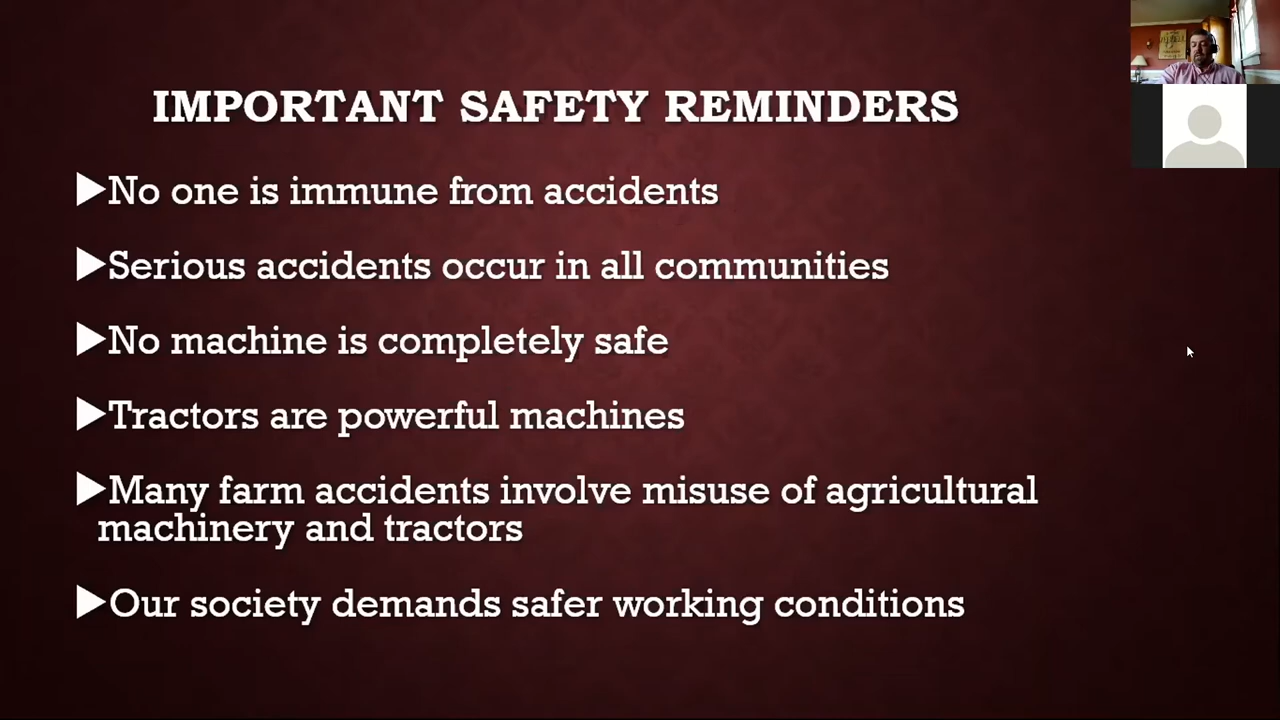 IMPORTANT SAFETY REMINDERS
No one is immune from accidents
Serious accidents occur in all communities
No machine is completely safe
Tractors are powerful machines
Many farm accidents involve misuse of agricultural
machinery and tractors
Our society demands safer working conditions